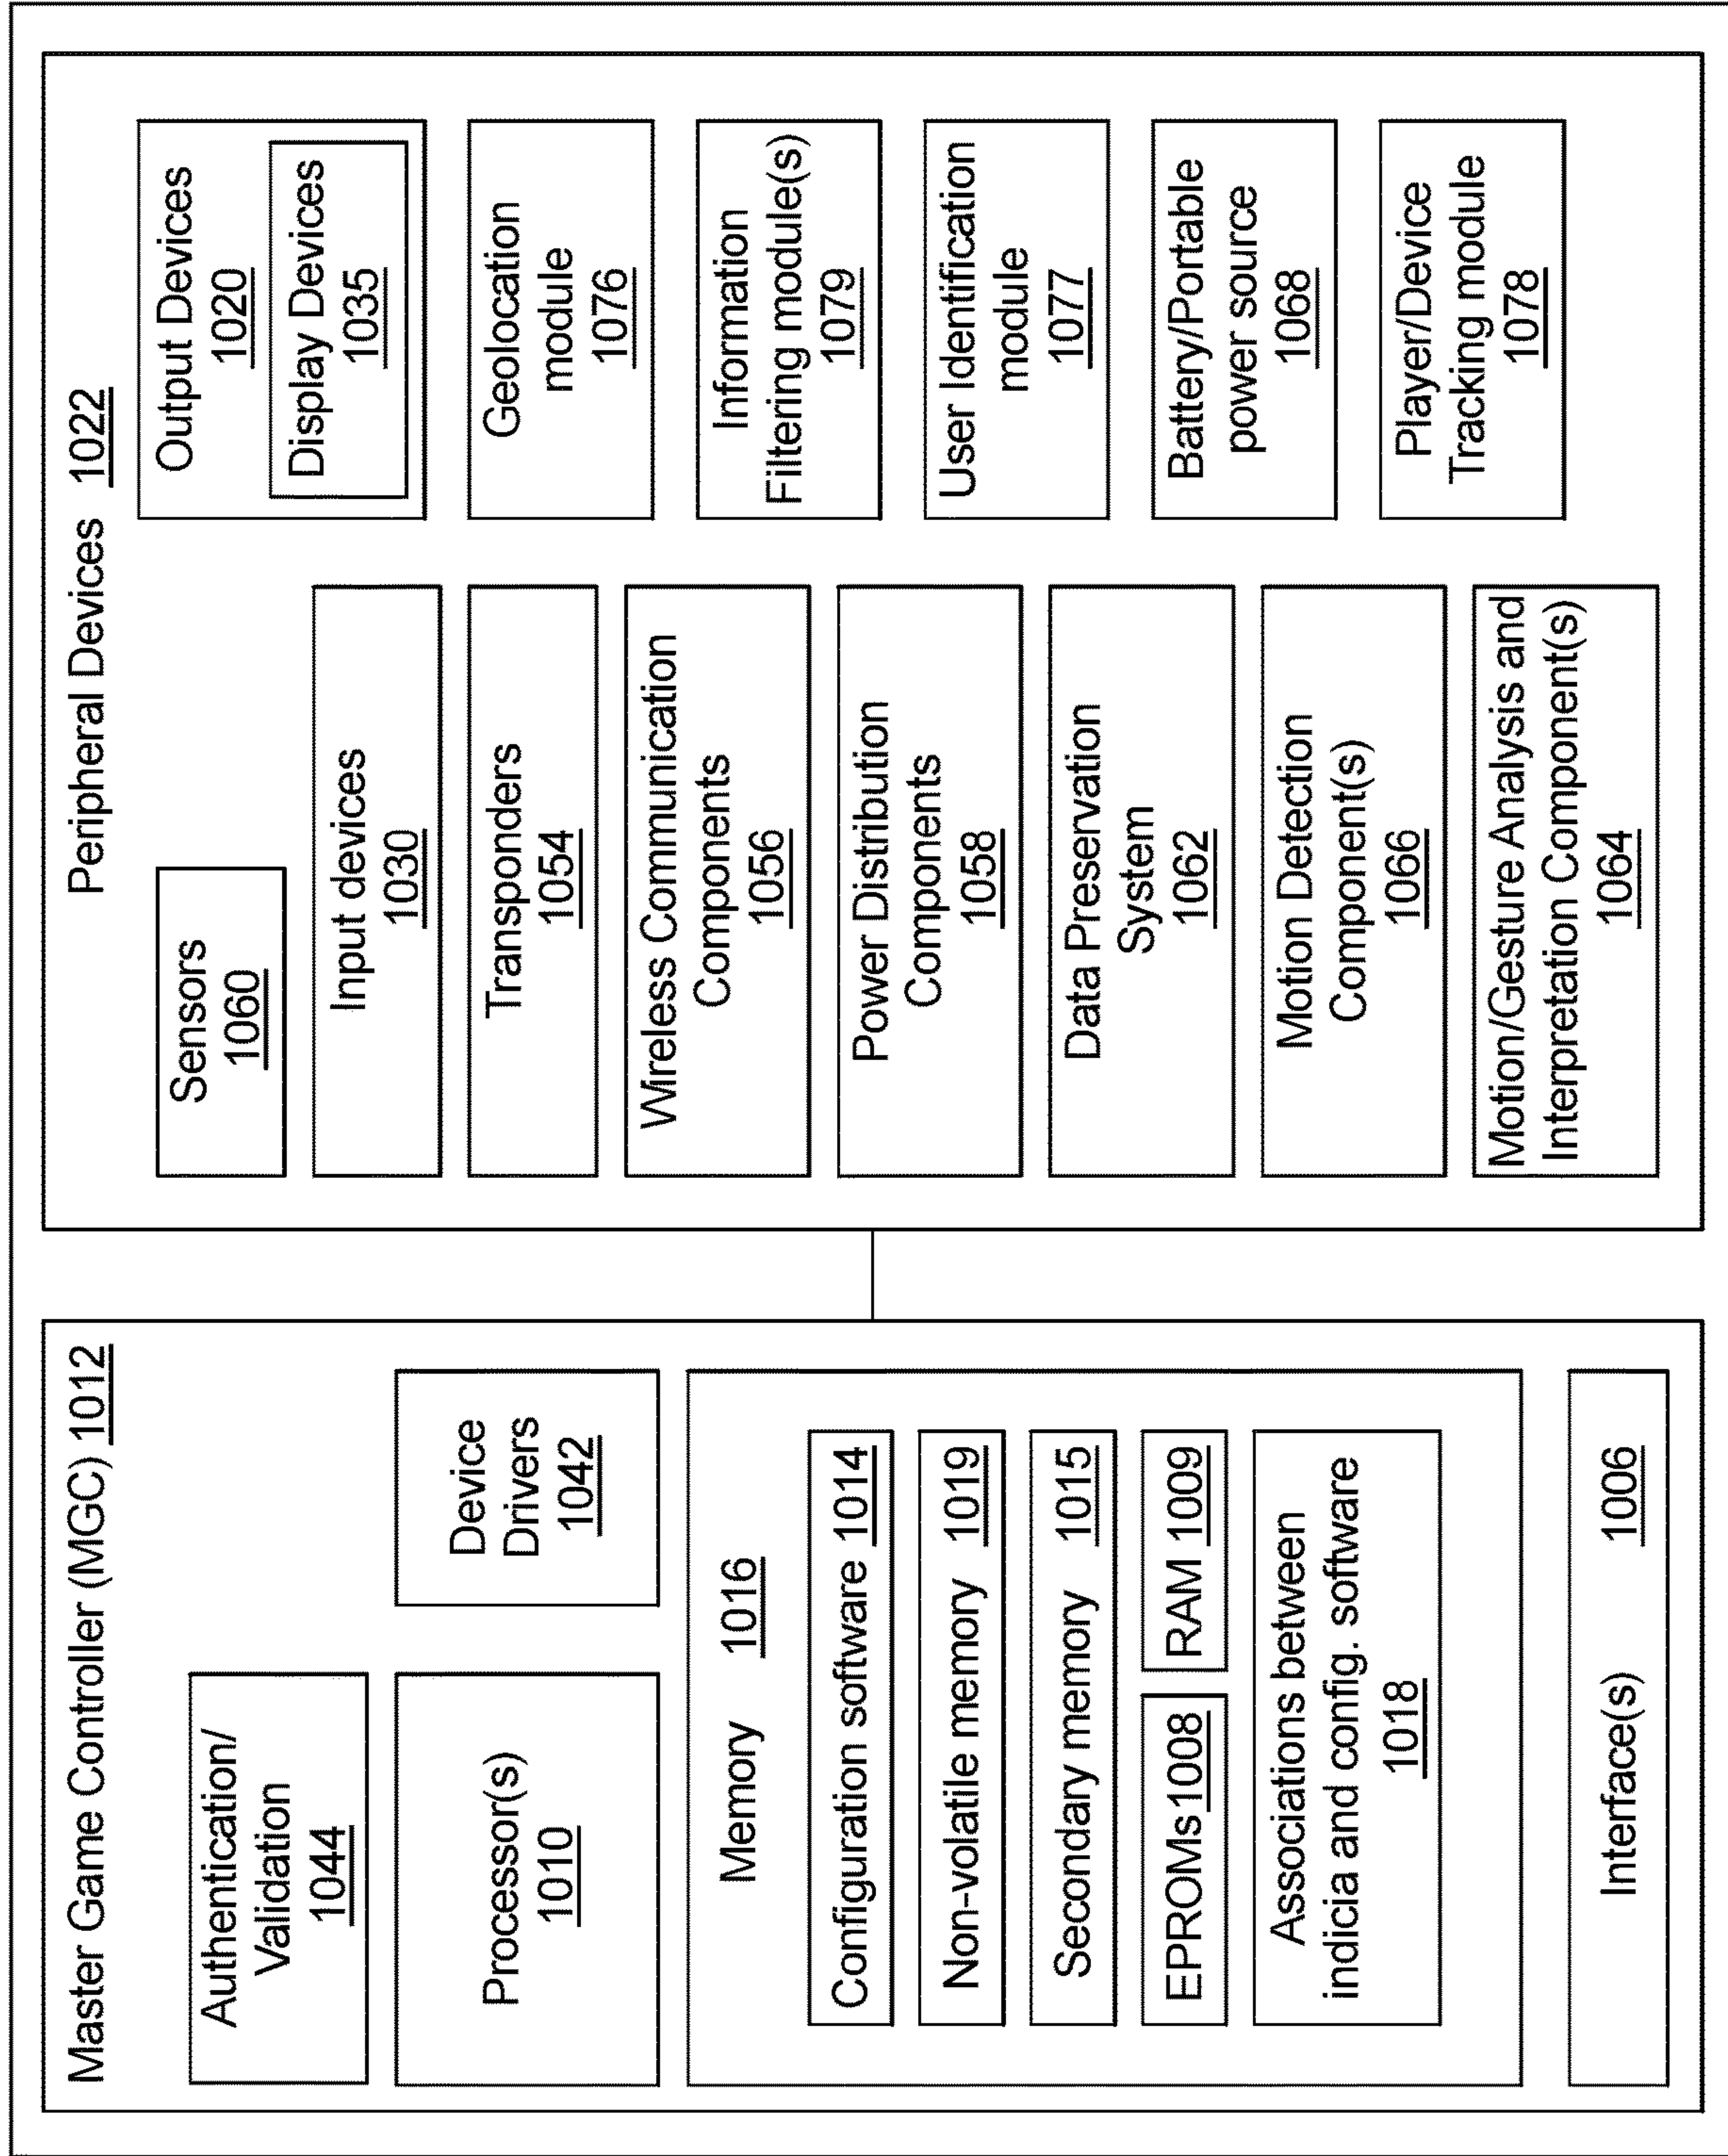 Master Game Controller (MGC) 1012
Authentication/
Validation
1044
Processor(s)
1010
Device
Drivers
1042
Memory 1016
Configuration software 1014
Non-volatile memory 1019
Secondary memory 1015
EPROMs 1008
RAM 1009
Associations between
indicia and config. software
1018
Interface(s) 1006
Peripheral Devices 1022
Sensors
1060
Input devices
1030
Transponders
1054
Wireless Communication
Components
1056
Power Distribution
Components
1058
Data Preservation
System
1062
Motion Detection
Component(s)
1066
Motion/Gesture Analysis and
Interpretation Component(s)
1064
Output Devices
1020
Display Devices
1035
Geolocation
module
1076
Information
Filtering module(s)
1079
User Identification
module
1077
Battery/Portable
power source
1068
Player/Device
Tracking module
1078